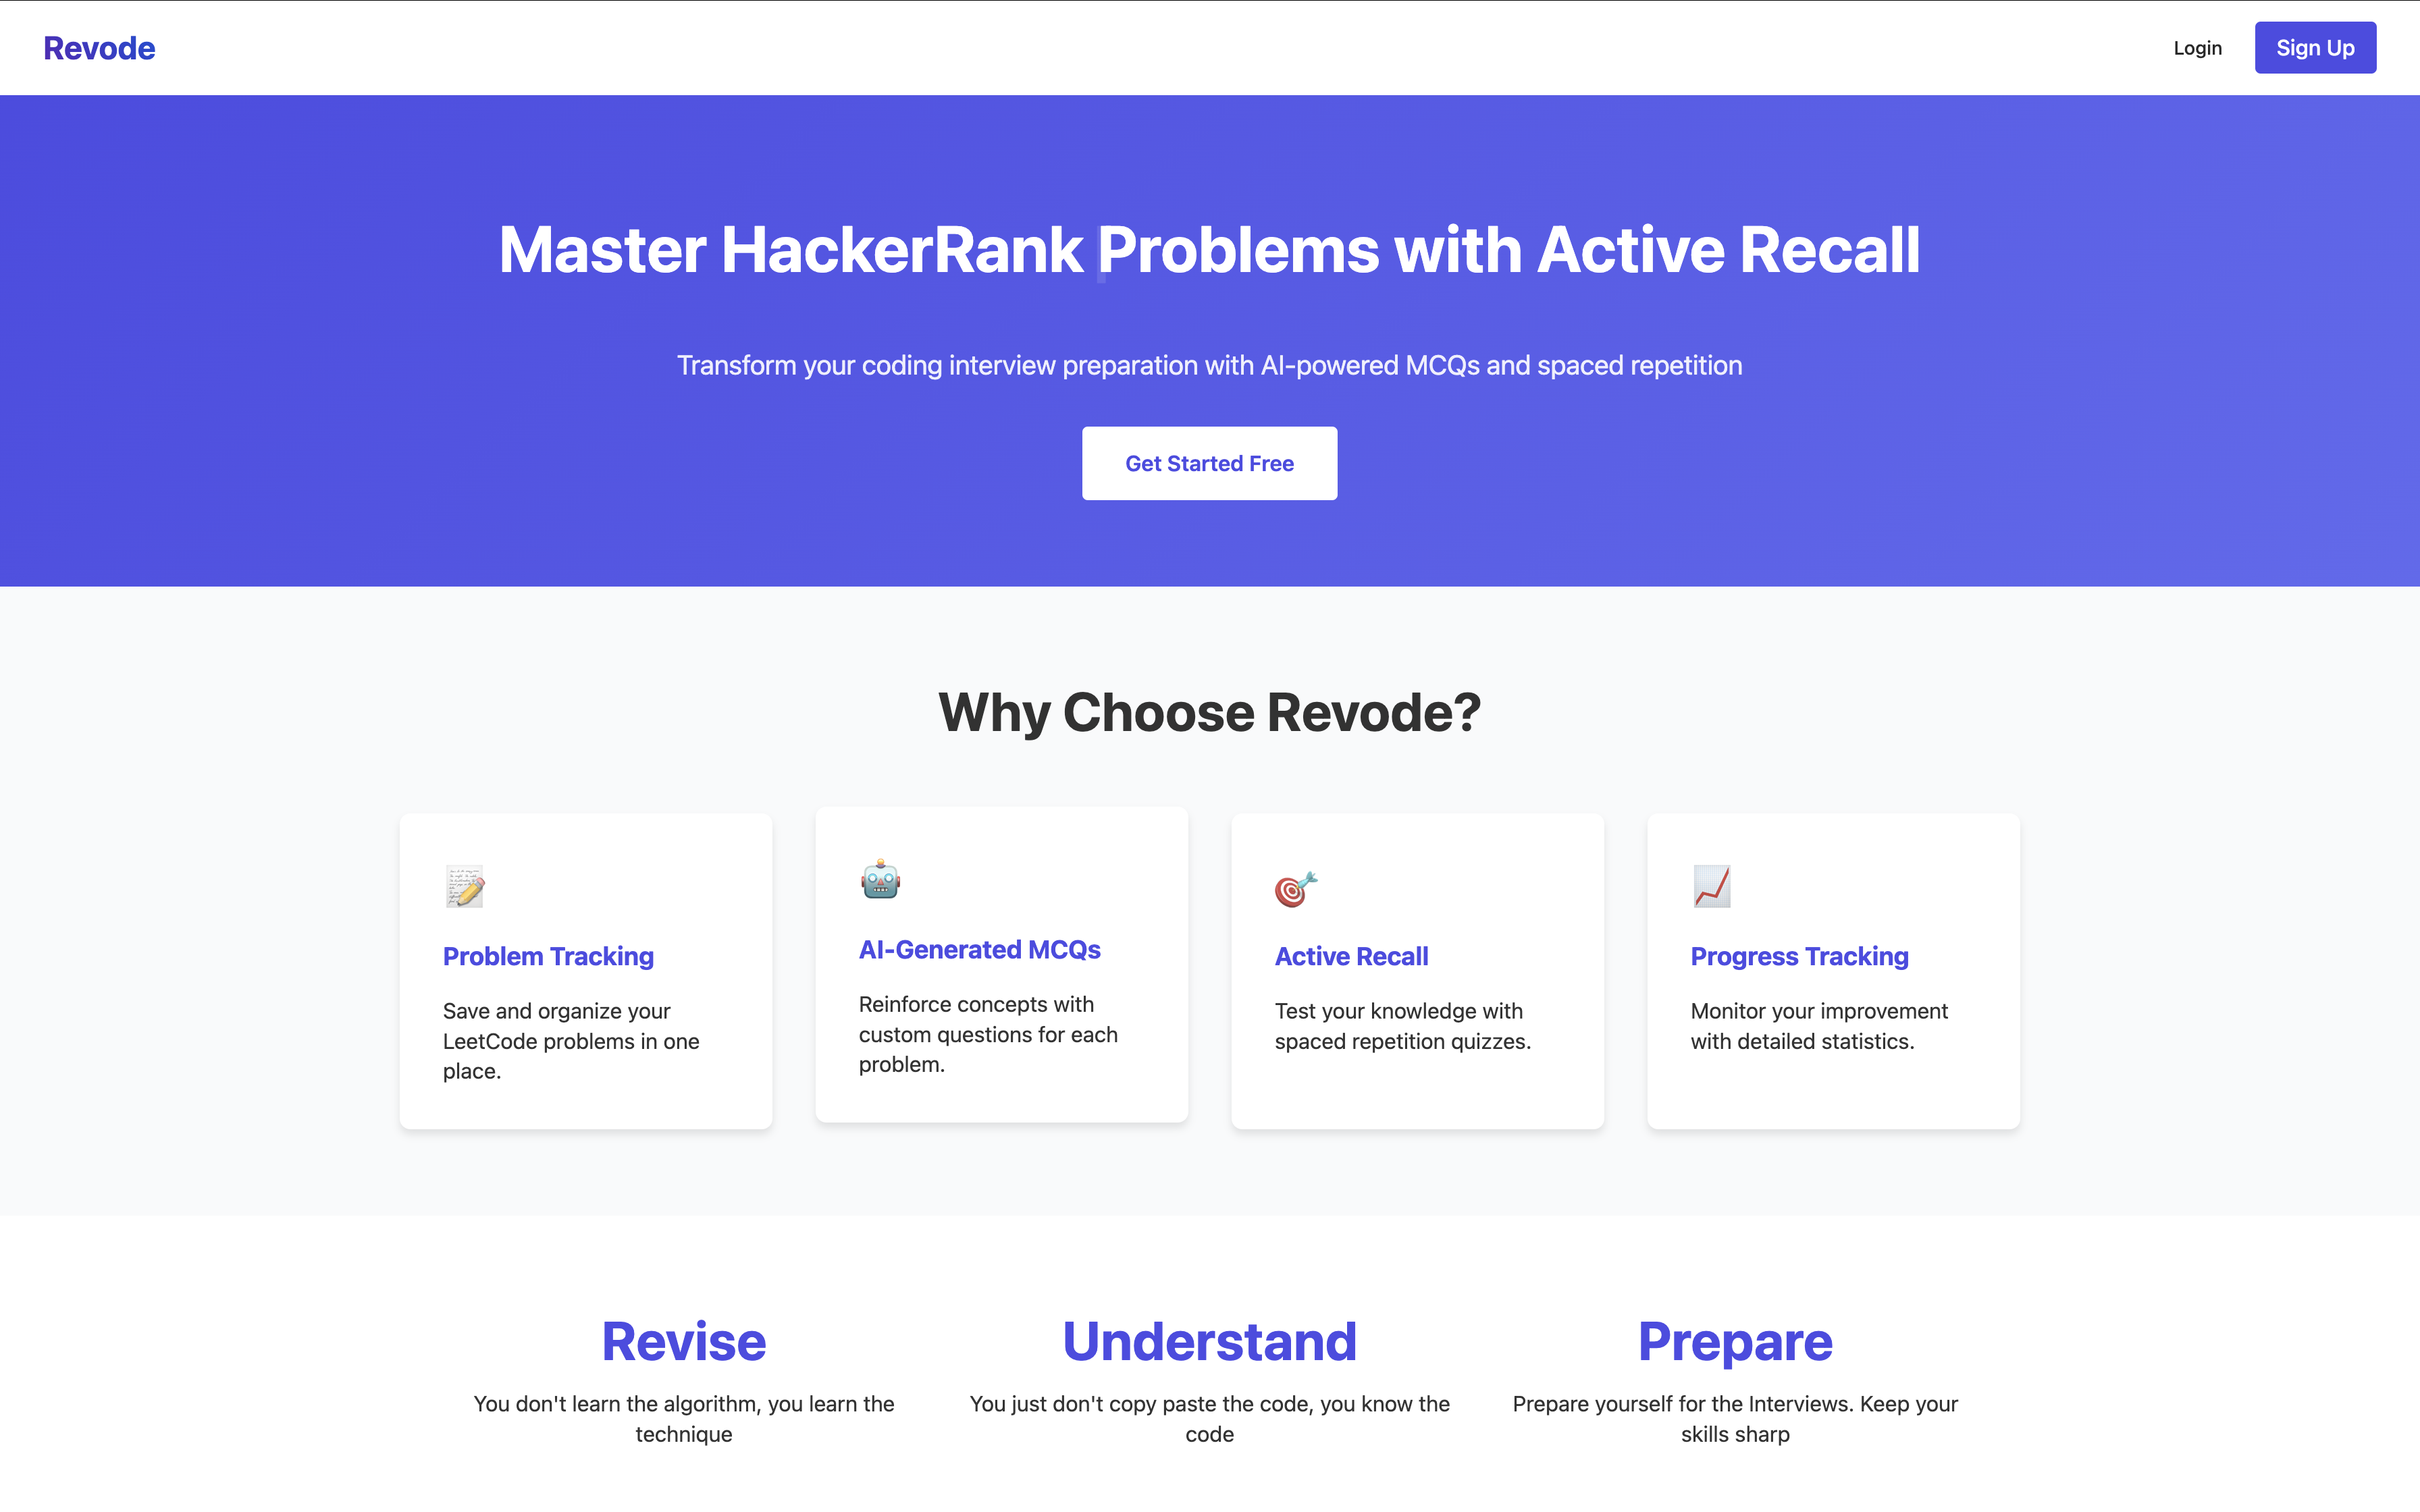 Revode
Login
Sign Up
Master HackerRank Problems with Active Recall
Transform your coding interview preparation with AI-powered MCQs and spaced repetition
Get Started Free
Why Choose Revode?
Problem Tracking
Save and organize your
LeetCode problems in one
place.
AI-Generated MCQs
Reinforce concepts with
custom questions for each
problem.
Active Recall
Test your knowledge with
spaced repetition quizzes.
Progress Tracking
Monitor your improvement
with detailed statistics.
Revise
You don't learn the algorithm, you learn the
technique
Understand
You just don't copy paste the code, you know the
code
Prepare
Prepare yourself for the Interviews. Keep your
skills sharp